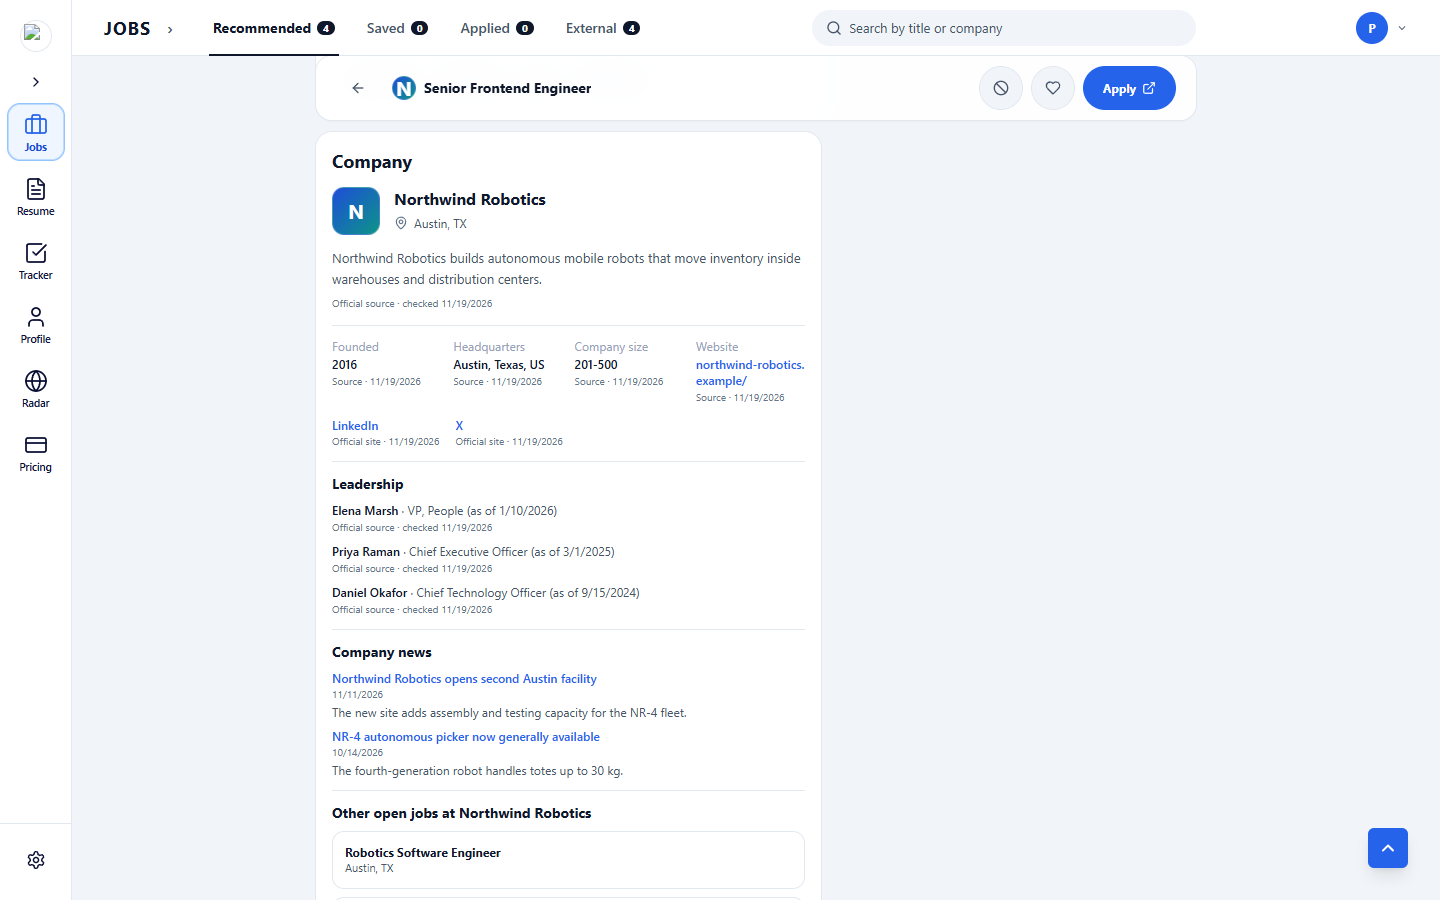 JOBS
Recommended 4
Saved 0
Applied 0
External 4
Search by title or company
P
Jobs
Resume
Tracker
Profile
Radar
Pricing
N Senior Frontend Engineer
Apply
Company
N
Northwind Robotics
Austin, TX
Northwind Robotics builds autonomous mobile robots that move inventory inside
warehouses and distribution centers.
Official source · checked 11/19/2026
Founded
2016
Source · 11/19/2026
Headquarters
Austin, Texas, US
Source · 11/19/2026
Company size
201-500
Source · 11/19/2026
Website
northwind-robotics.
example/
Source · 11/19/2026
LinkedIn
Official site · 11/19/2026
X
Official site · 11/19/2026
Leadership
Elena Marsh · VP, People (as of 1/10/2026)
Official source · checked 11/19/2026
Priya Raman · Chief Executive Officer (as of 3/1/2025)
Official source · checked 11/19/2026
Daniel Okafor · Chief Technology Officer (as of 9/15/2024)
Official source · checked 11/19/2026
Company news
Northwind Robotics opens second Austin facility
11/11/2026
The new site adds assembly and testing capacity for the NR-4 fleet.
NR-4 autonomous picker now generally available
10/14/2026
The fourth-generation robot handles totes up to 30 kg.
Other open jobs at Northwind Robotics
Robotics Software Engineer
Austin, TX